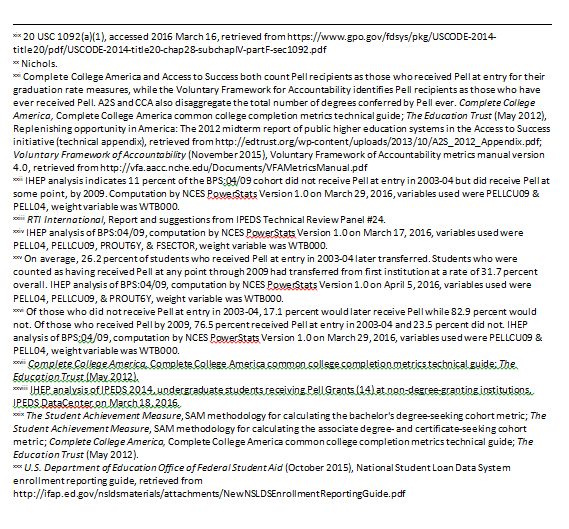 xix 20 USC 1092(a)(1), accessed 2016 March 16, retrieved from https://www.gpo.gov/fdsys/pkg/USCODE-2014-
title20/pdf/USCODE-2014-title20-chap28-subchapIV-partF-sec1092.pdf
xx Nichols.
xxi Complete College America and Access to Success both count Pell recipients as those who received Pell at entry for their
graduation rate measures, while the Voluntary Framework for Accountability identifies Pell recipients as those who have
ever received Pell. A2S and CCA also disaggregate the total number of degrees conferred by Pell ever. Complete College
America, Complete College America common college completion metrics technical guide; The Education Trust (May 2012),
Replenishing opportunity in America: The 2012 midterm report of public higher education systems in the Access to Success
initiative (technical appendix), retrieved from http://edtrust.org/wp-content/uploads/2013/10/A2S_2012_Appendix.pdf;
Voluntary Framework of Accountability (November 2015), Voluntary Framework of Accountability metrics manual version
4.0, retrieved from http://vfa.aacc.nche.edu/Documents/VFAMetricsManual.pdf
xxii IHEP analysis indicates 11 percent of the BPS:04/09 cohort did not receive Pell at entry in 2003-04 but did receive Pell at
some point, by 2009. Computation by NCES PowerStats Version 1.0 on March 29, 2016, variables used were PELLCU09 &
PELL04, weight variable was WTB000.
xxiii RTI International, Report and suggestions from IPEDS Technical Review Panel #24.
xxiv IHEP analysis of BPS:04/09, computation by NCES PowerStats Version 1.0 on March 17, 2016, variables used were
PELL04, PELLCU09, PROUT6Y, & FSECTOR, weight variable was WTB000.
xxv On average, 26.2 percent of students who received Pell at entry in 2003-04 later transferred. Students who were
counted as having received Pell at any point through 2009 had transferred from first institution at a rate of 31.7 percent
overall. IHEP analysis of BPS:04/09, computation by NCES PowerStats Version 1.0 on April 5, 2016, variables used were
PELL04, PELLCU09, & PROUT6Y, weight variable was WTB000.
xxvi Of those who did not receive Pell at entry in 2003-04, 17.1 percent would later receive Pell while 82.9 percent would
not. Of those who received Pell by 2009, 76.5 percent received Pell at entry in 2003-04 and 23.5 percent did not. IHEP
analysis of BPS:04/09, computation by NCES PowerStats Version 1.0 on March 29, 2016, variables used were PELLCU09 &
PELL04, weight variable was WTB000.
xxvii Complete College America, Complete College America common college completion metrics technical guide; The
Education Trust (May 2012).
xxviii IHEP analysis of IPEDS 2014, undergraduate students receiving Pell Grants (14) at non-degree-granting institutions,
IPEDS DataCenter on March 18, 2016.
xxix The Student Achievement Measure, SAM methodology for calculating the bachelor's degree-seeking cohort metric; The
Student Achievement Measure, SAM methodology for calculating the associate degree- and certificate-seeking cohort
metric; Complete College America, Complete College America common college completion metrics technical guide; The
Education Trust (May 2012).
xxx U.S. Department of Education Office of Federal Student Aid (October 2015), National Student Loan Data System
enrollment reporting guide, retrieved from
http://ifap.ed.gov/nsldsmaterials/attachments/NewNSLDSEnrollmentReportingGuide.pdf